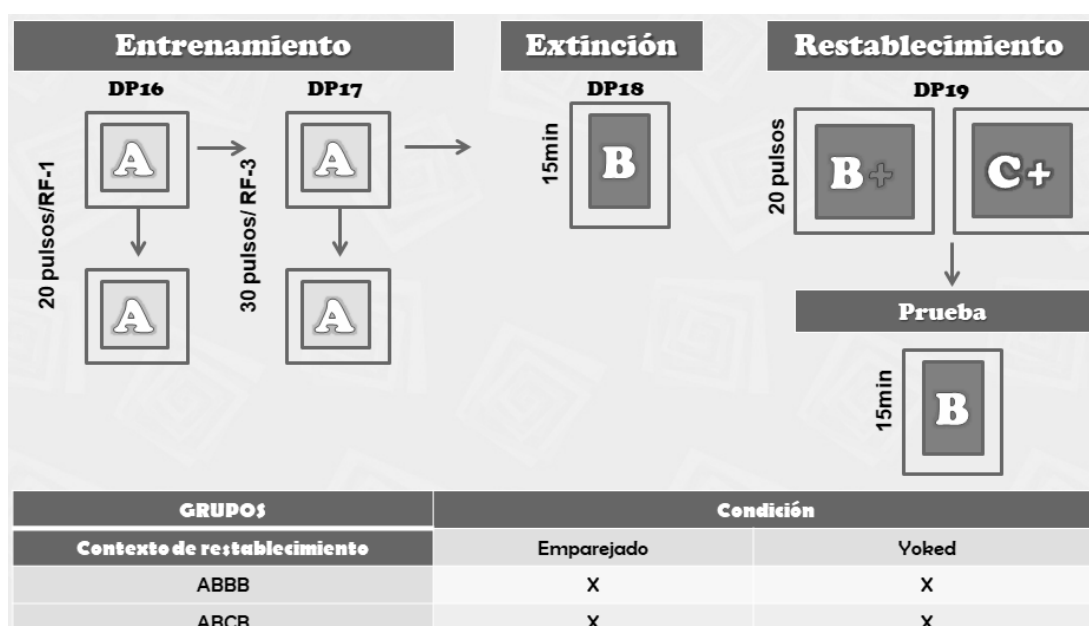 Entrenamiento
Extinción
Restablecimiento
DP16
DP17
DP18
DP19
20 pulsos/RF-1
A
A
30 pulsos/ RF-3
A
A
15min
B
20 pulsos
B+
C+
Prueba
15min
B
GRUPOS
Condición
Contexto de restablecimiento
Emparejado
Yoked
ABBB
X
X
ABCB
X
X